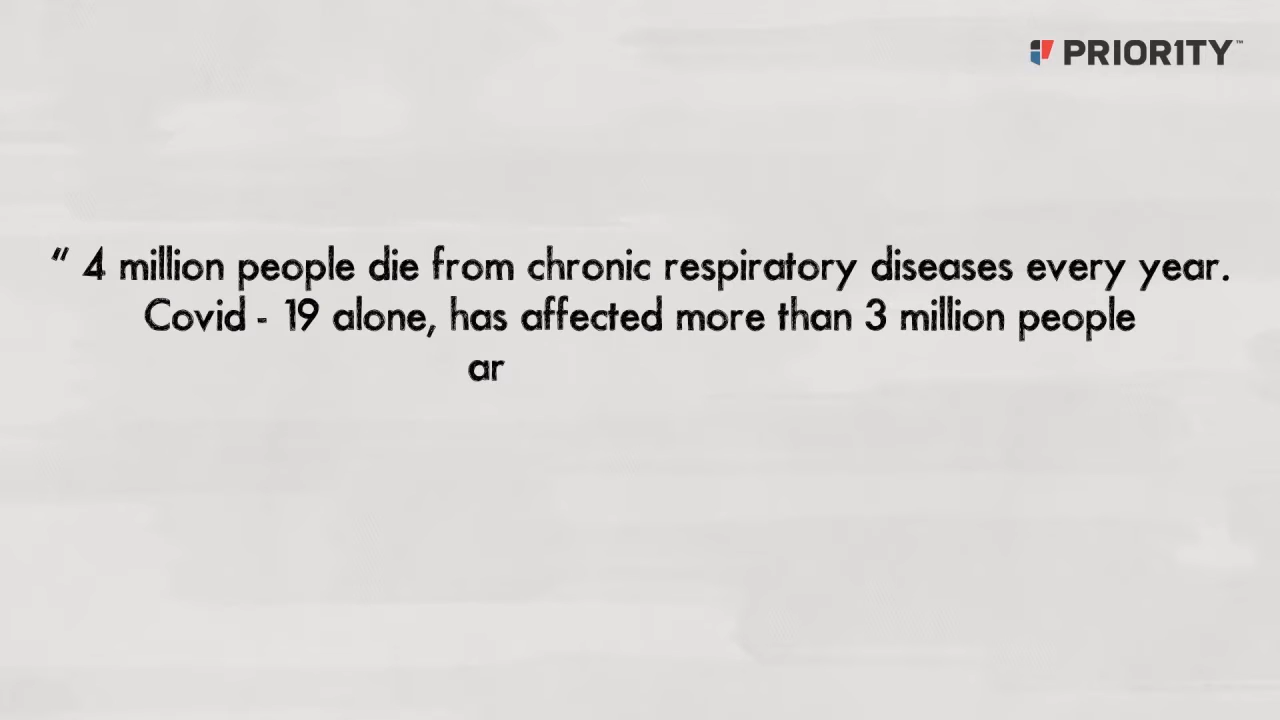 PRIOR1TY™
“ 4 million people die from chronic respiratory diseases every year.
Covid - 19 alone, has affected more than 3 million people
ar